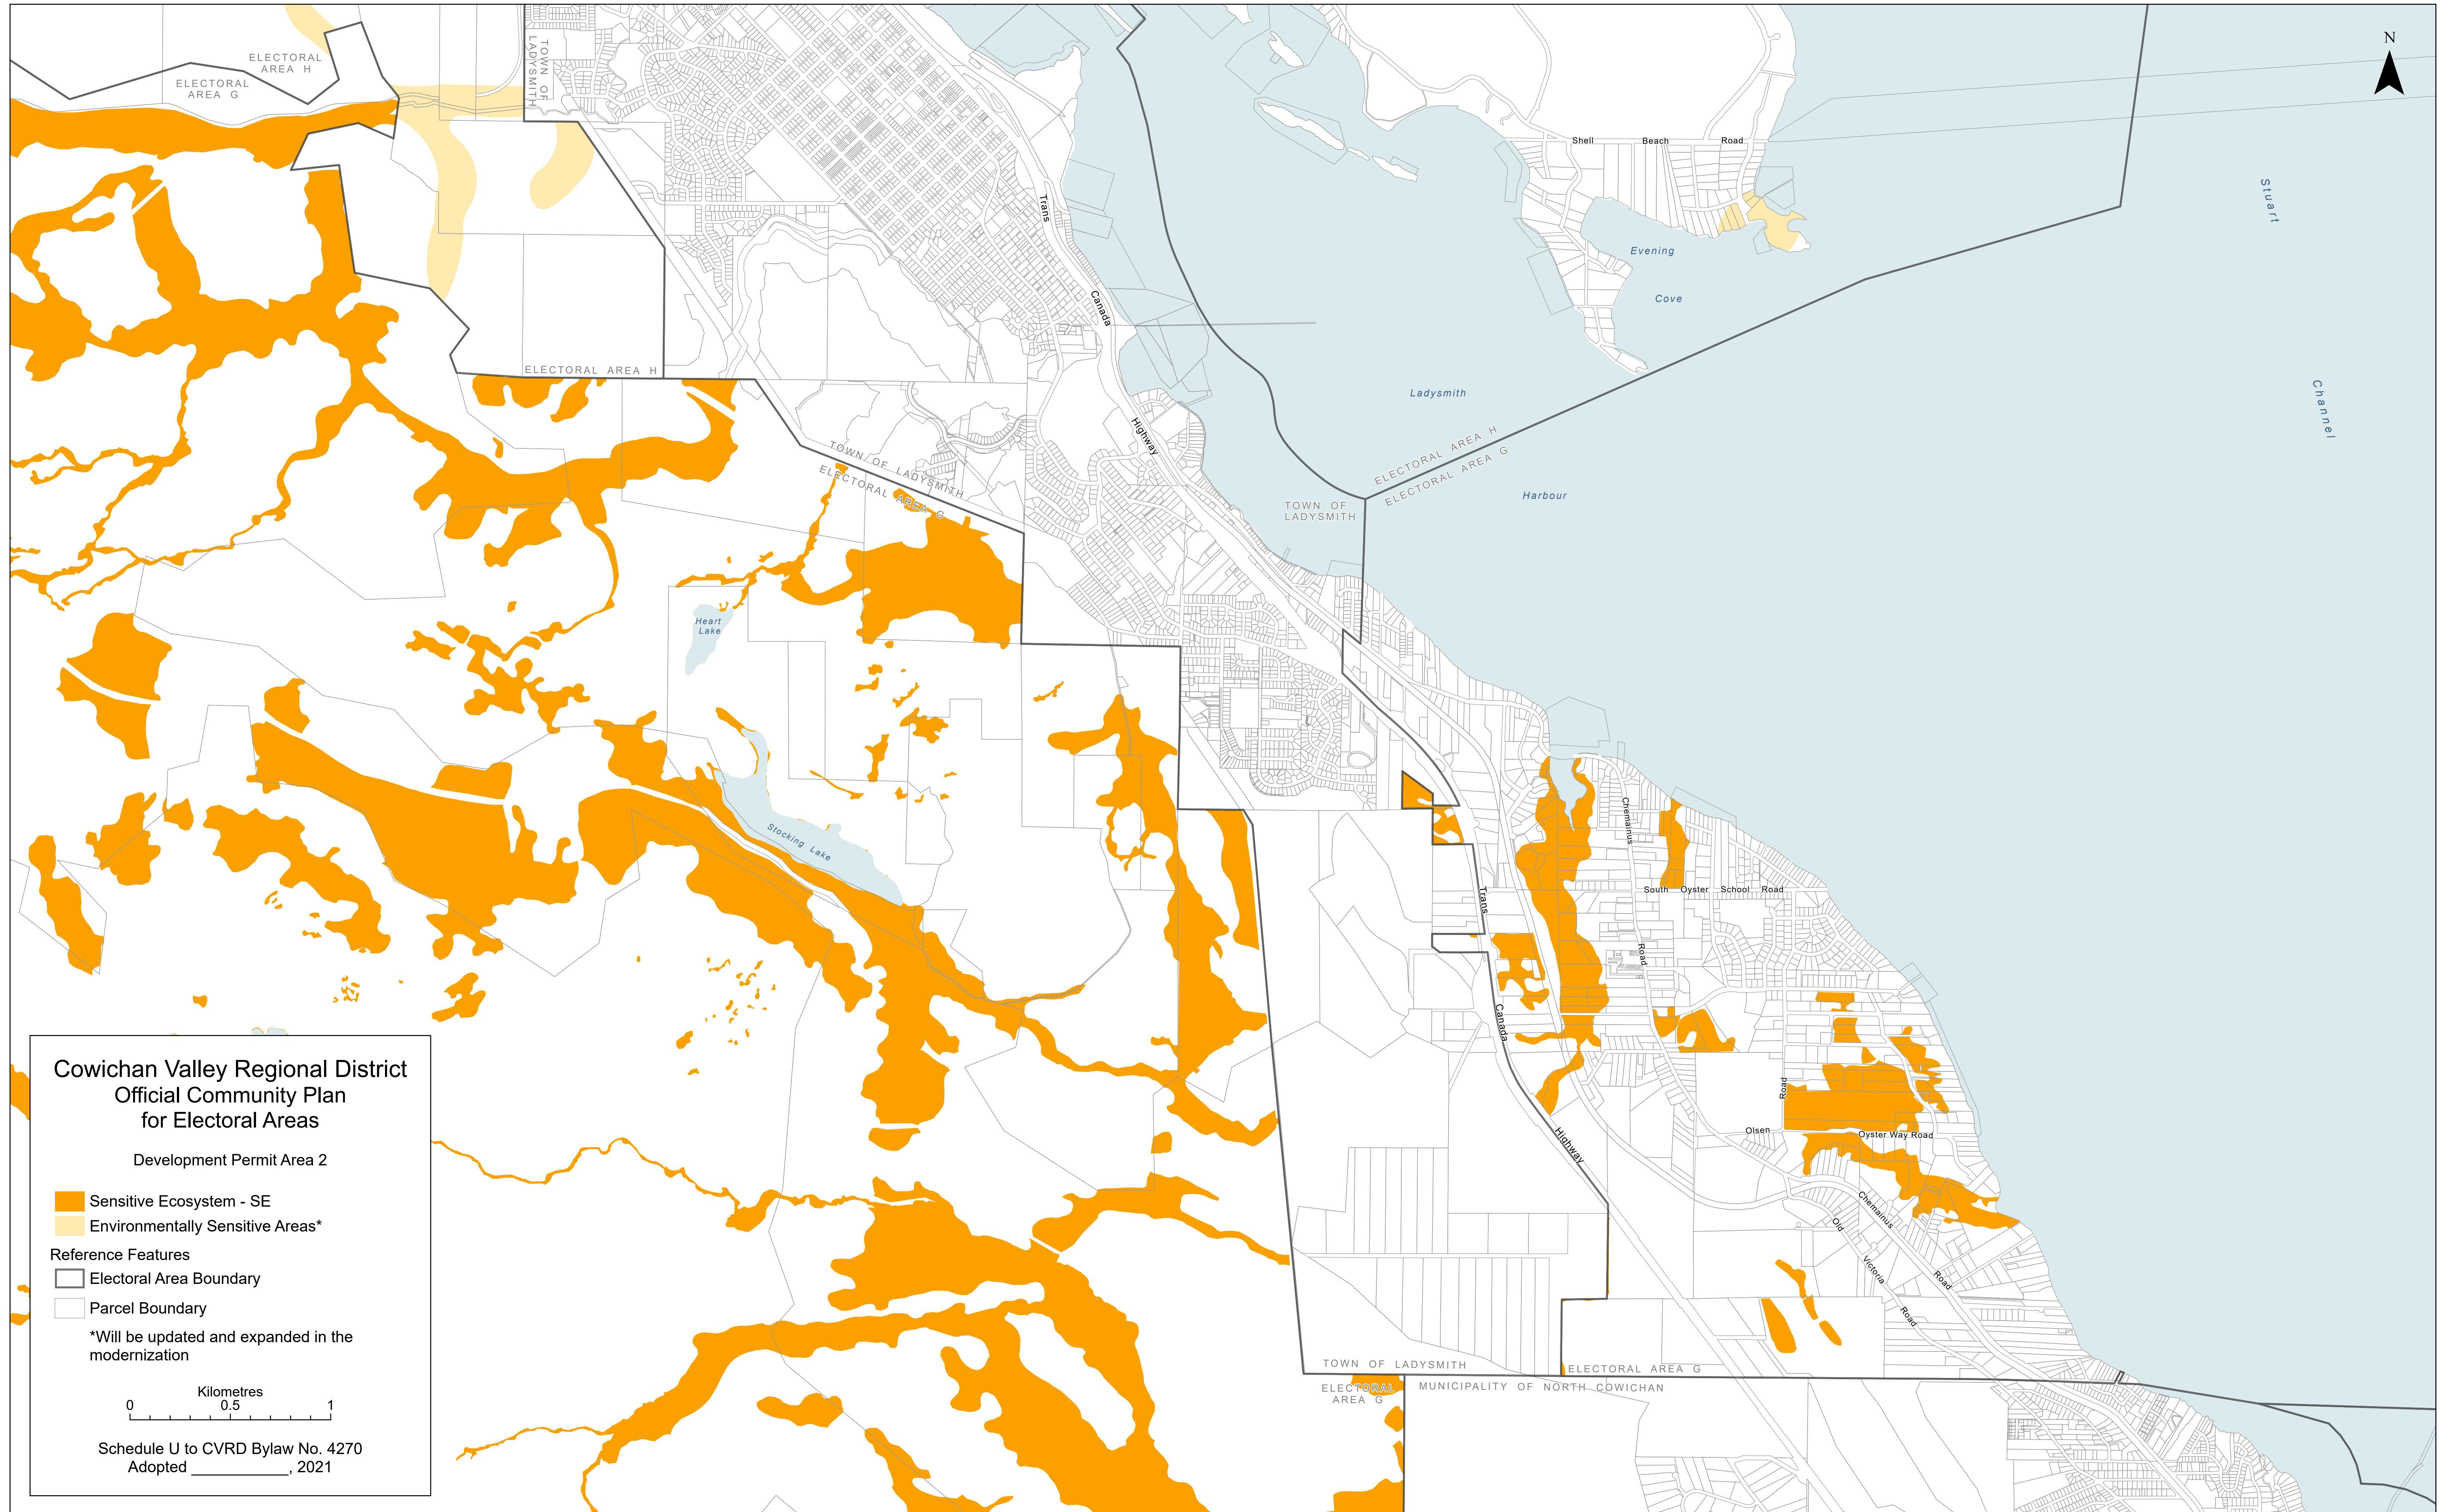 N
ELECTORAL
AREA H
ELECTORAL
AREA G
TOWN OF
LADYSMITH
Shell Beach Road
Stuart
Channel
Trans
Canada
Highway
Evening
Cove
ELECTORAL AREA H
Ladysmith
Harbour
ELECTORAL AREA H
ELECTORAL AREA G
TOWN OF LADYSMITH
ELECTORAL AREA G
TOWN OF
LADYSMITH
Heart
Lake
Stocking Lake
Chemainus
Road
South Oyster School Road
Trans
Canada
Highway
Road
Olsen
Oyster Way Road
Chemainus
Road
Old
Victoria
Road
TOWN OF LADYSMITH
ELECTORAL AREA G
ELECTORAL
AREA G
MUNICIPALITY OF NORTH COWICHAN
Cowichan Valley Regional District
Official Community Plan
for Electoral Areas
Development Permit Area 2
Sensitive Ecosystem - SE
Environmentally Sensitive Areas*
Reference Features
Electoral Area Boundary
Parcel Boundary
*Will be updated and expanded in the
modernization
Kilometres
0 0.5 1
Schedule U to CVRD Bylaw No. 4270
Adopted ____________, 2021